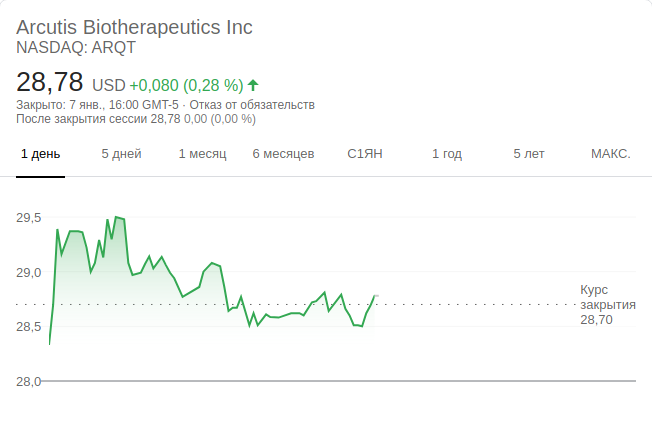 Arcutis Biotherapeutics Inc
NASDAQ: ARQT
28,78 USD +0,080 (0,28 %)
Закрыто: 7 янв., 16:00 GMT-5 · Отказ от обязательств
После закрытия сессии 28,78 0,00 (0,00 %)
1 день 5 дней 1 месяц 6 месяцев С1ЯН 1 год 5 лет МАКС.
29,5
29,0
Курс
закрытия
28,70
28,5
28,0